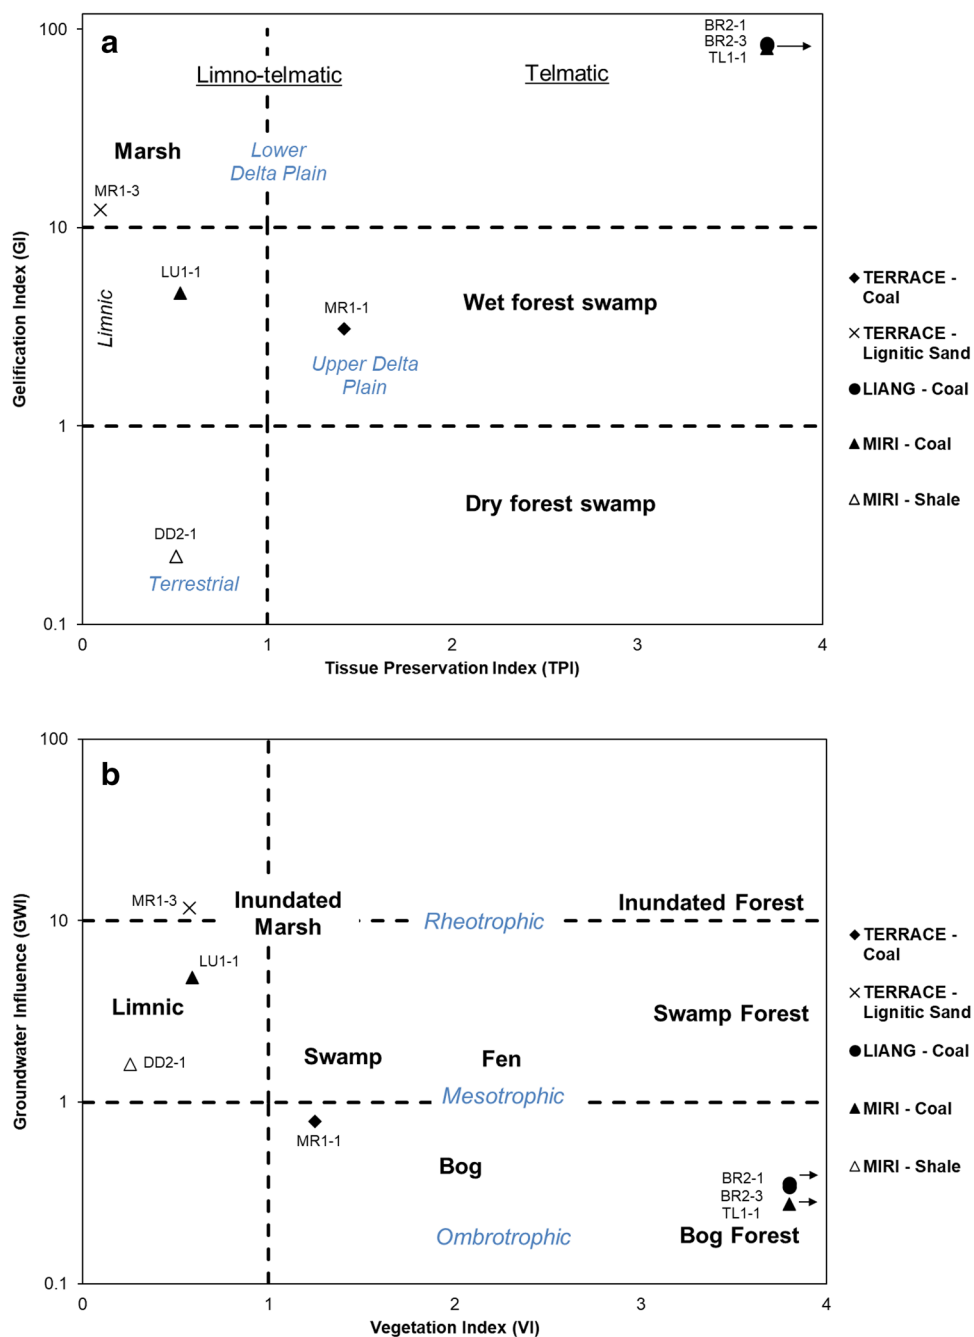 a
100
BR2-1
BR2-3
TL1-1
Limno-telmatic
Telmatic
Marsh
Lower
Delta Plain
MR1-3
10
LU1-1
Limnic
MR1-1
Wet forest swamp
Upper Delta
Plain
Gelification Index (GI)
1
Dry forest swamp
DD2-1
Terrestrial
0.1
0
1
2
3
4
Tissue Preservation Index (TPI)
TERRACE -
Coal
TERRACE -
Lignitic Sand
LIANG - Coal
MIRI - Coal
MIRI - Shale
100
b
MR1-3
Inundated
Marsh
Inundated Forest
10
Rheotrophic
LU1-1
Limnic
Swamp Forest
Swamp
Fen
DD2-1
Groundwater Influence (GWI)
1
Mesotrophic
MR1-1
Bog
BR2-1
BR2-3
TL1-1
Ombrotrophic
Bog Forest
0.1
0
1
2
3
4
Vegetation Index (VI)
TERRACE -
Coal
TERRACE -
Lignitic Sand
LIANG - Coal
MIRI - Coal
MIRI - Shale